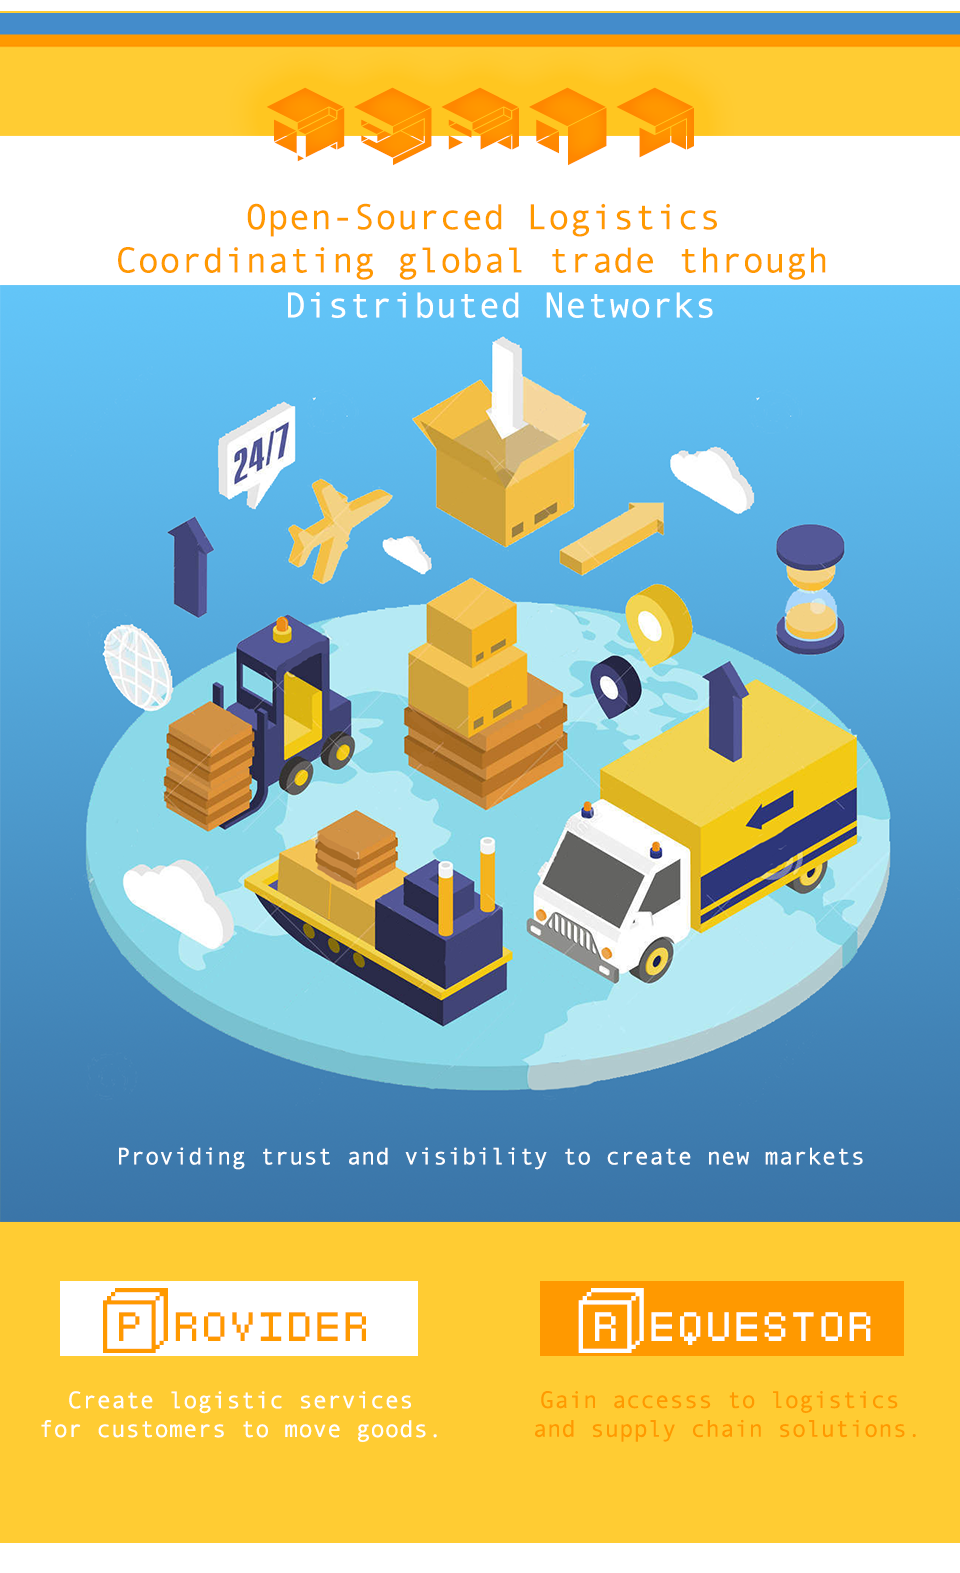 Open-Sourced Logistics
Coordinating global trade through
Distributed Networks
24/7
Providing trust and visibility to create new markets
PROVIDER
REQUESTOR
Create logistic services
for customers to move goods.
Gain accesss to logistics
and supply chain solutions.